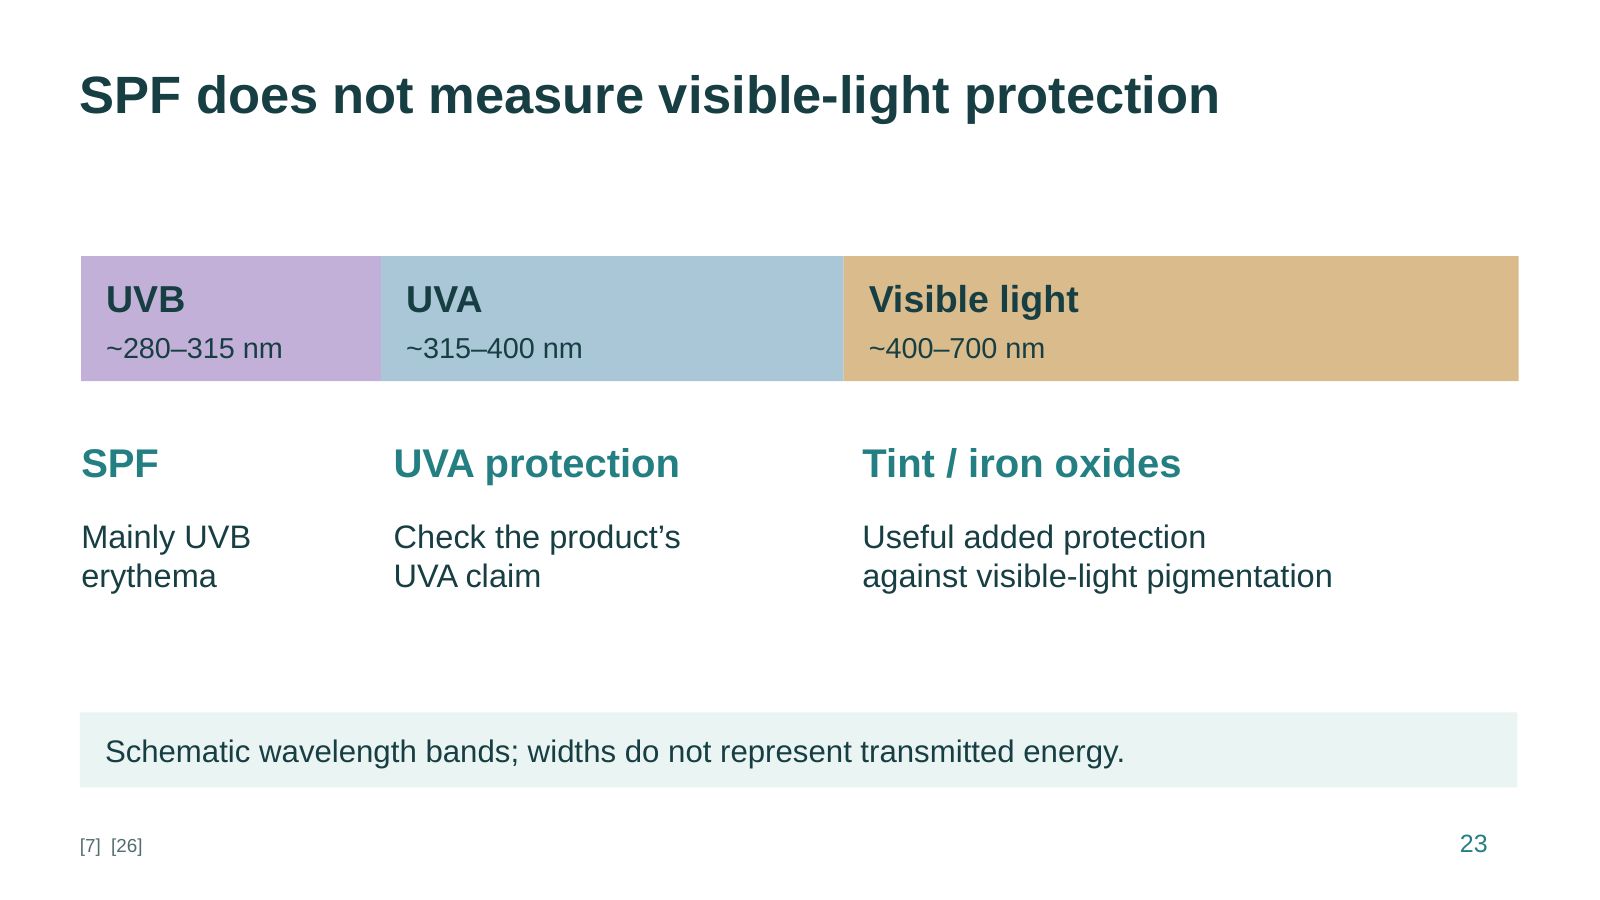 SPF does not measure visible-light protection
UVB
~280–315 nm
UVA
~315–400 nm
Visible light
~400–700 nm
SPF
Mainly UVB
erythema
UVA protection
Check the product’s
UVA claim
Tint / iron oxides
Useful added protection
against visible-light pigmentation
Schematic wavelength bands; widths do not represent transmitted energy.
[7] [26]
23